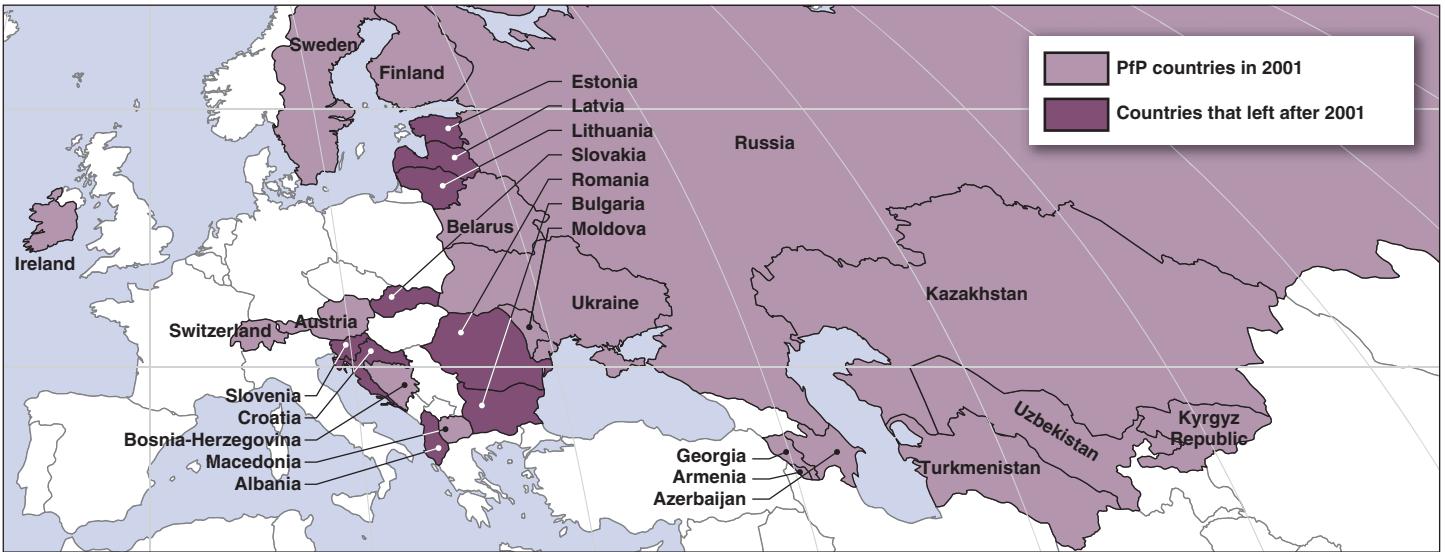 Sweden
Finland
Estonia
Latvia
Lithuania
Slovakia
Romania
Bulgaria
Moldova
Russia
PfP countries in 2001
Countries that left after 2001
Belarus
Ireland
Ukraine
Kazakhstan
Switzerland
Austria
Slovenia
Croatia
Bosnia-Herzegovina
Macedonia
Albania
Georgia
Armenia
Azerbaijan
Turkmenistan
Uzbekistan
Kyrgyz
Republic